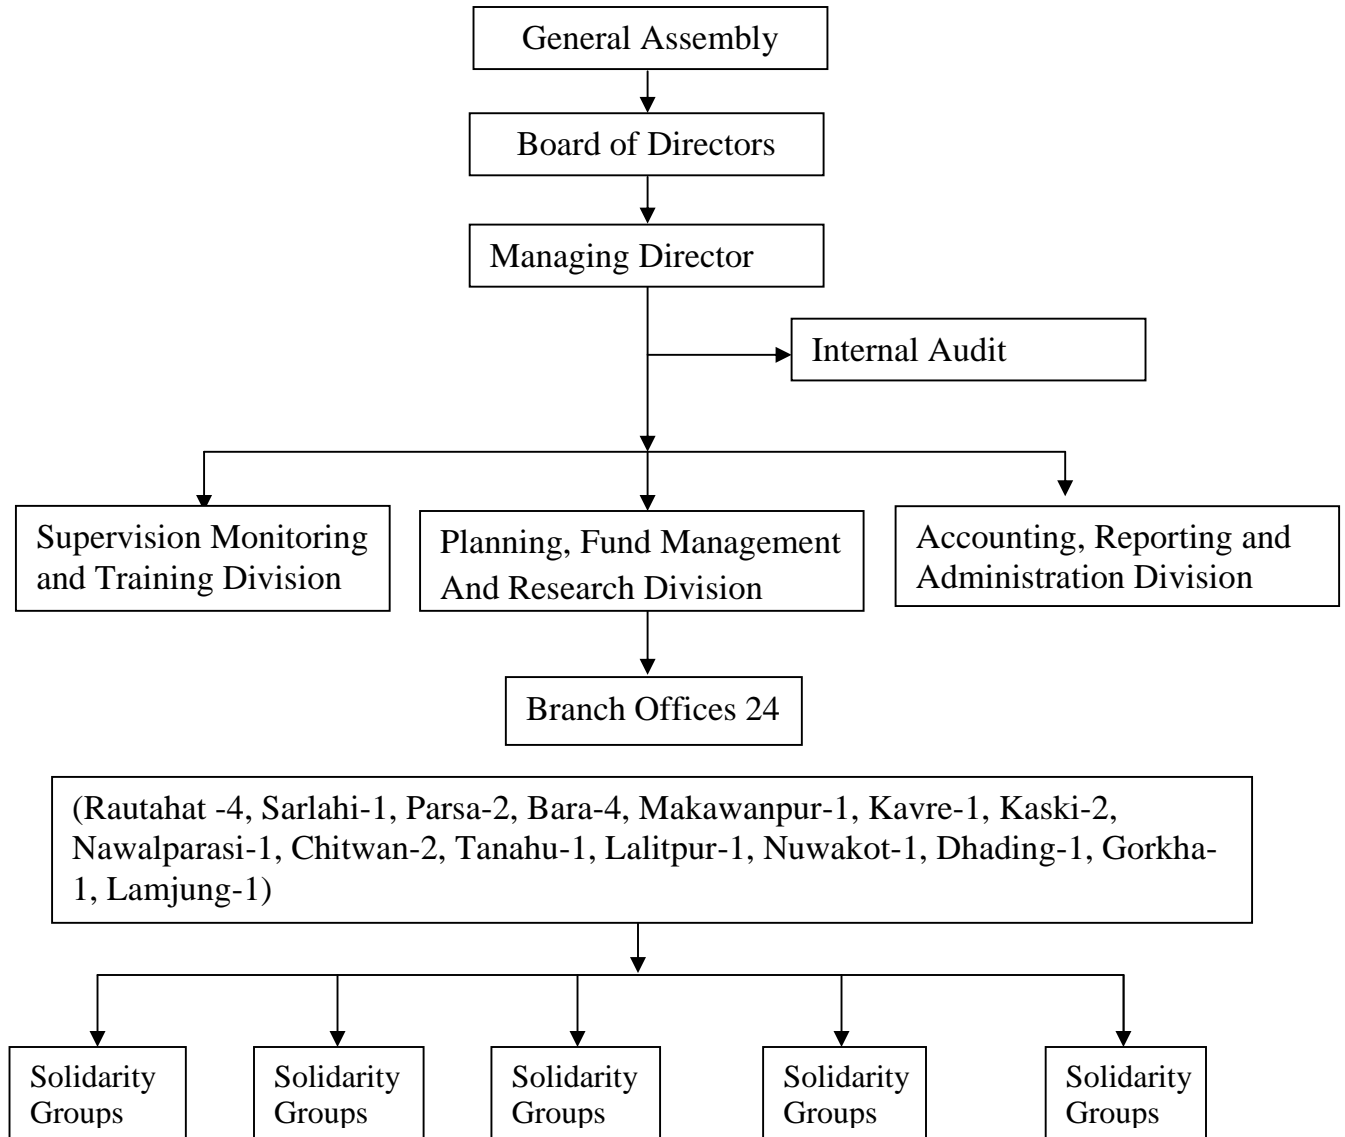 General Assembly
Board of Directors
Managing Director
Internal Audit
Supervision Monitoring
and Training Division
Planning, Fund Management
And Research Division
Accounting, Reporting and
Administration Division
Branch Offices 24
(Rautahat -4, Sarlahi-1, Parsa-2, Bara-4, Makawanpur-1, Kavre-1, Kaski-2,
Nawalparasi-1, Chitwan-2, Tanahu-1, Lalitpur-1, Nuwakot-1, Dhading-1, Gorkha-
1, Lamjung-1)
Solidarity
Groups
Solidarity
Groups
Solidarity
Groups
Solidarity
Groups
Solidarity
Groups